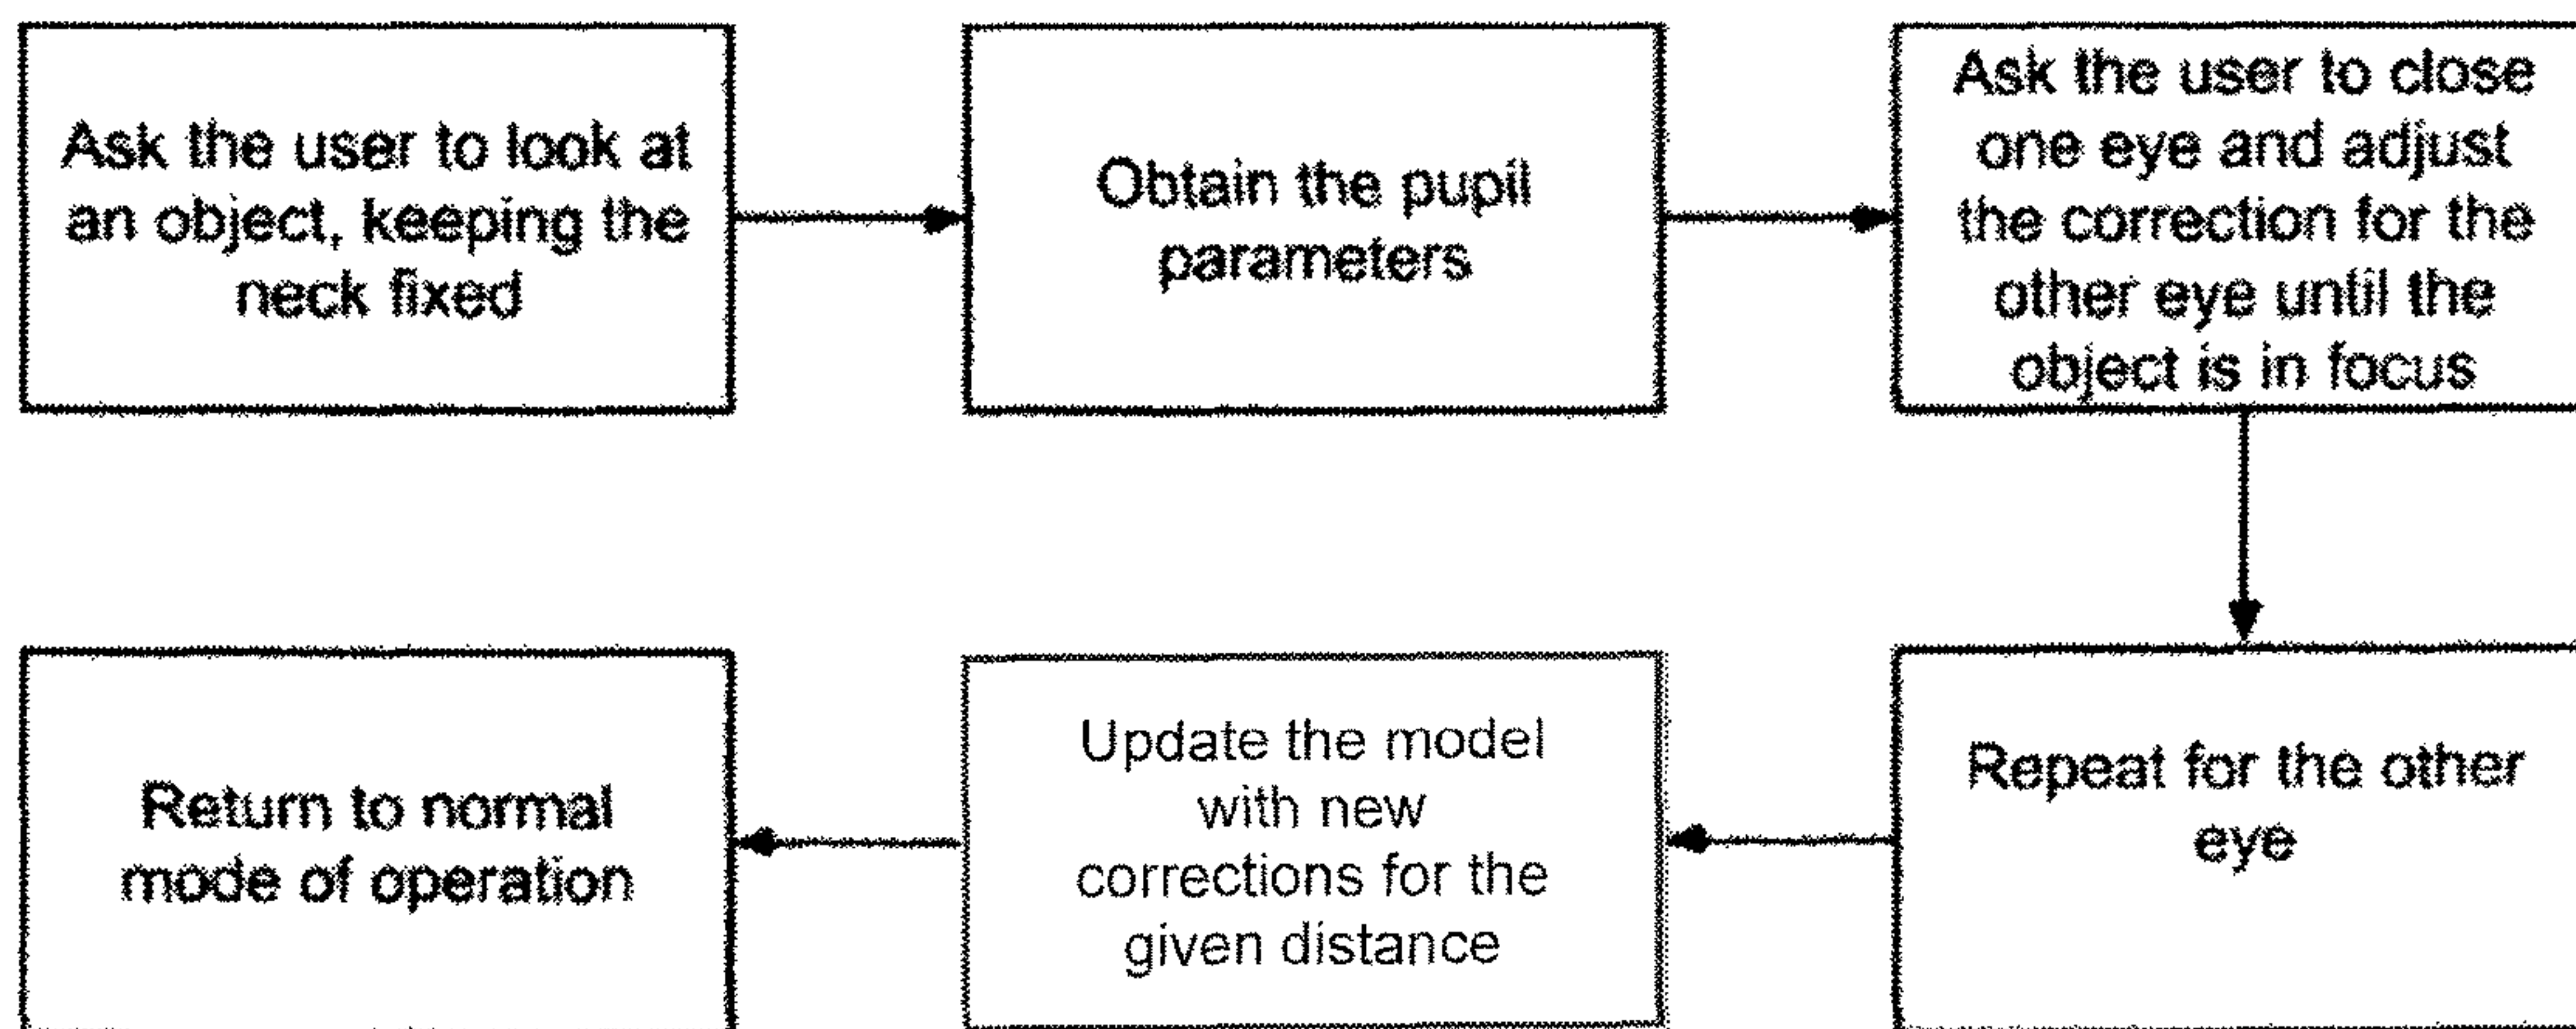 Ask the user to look at
an object, keeping the
neck fixed
Obtain the pupil
parameters
Ask the user to close
one eye and adjust
the correction for the
other eye until the
object is in focus
Repeat for the other
eye
Update the model
with new
corrections for the
given distance
Return to normal
mode of operation